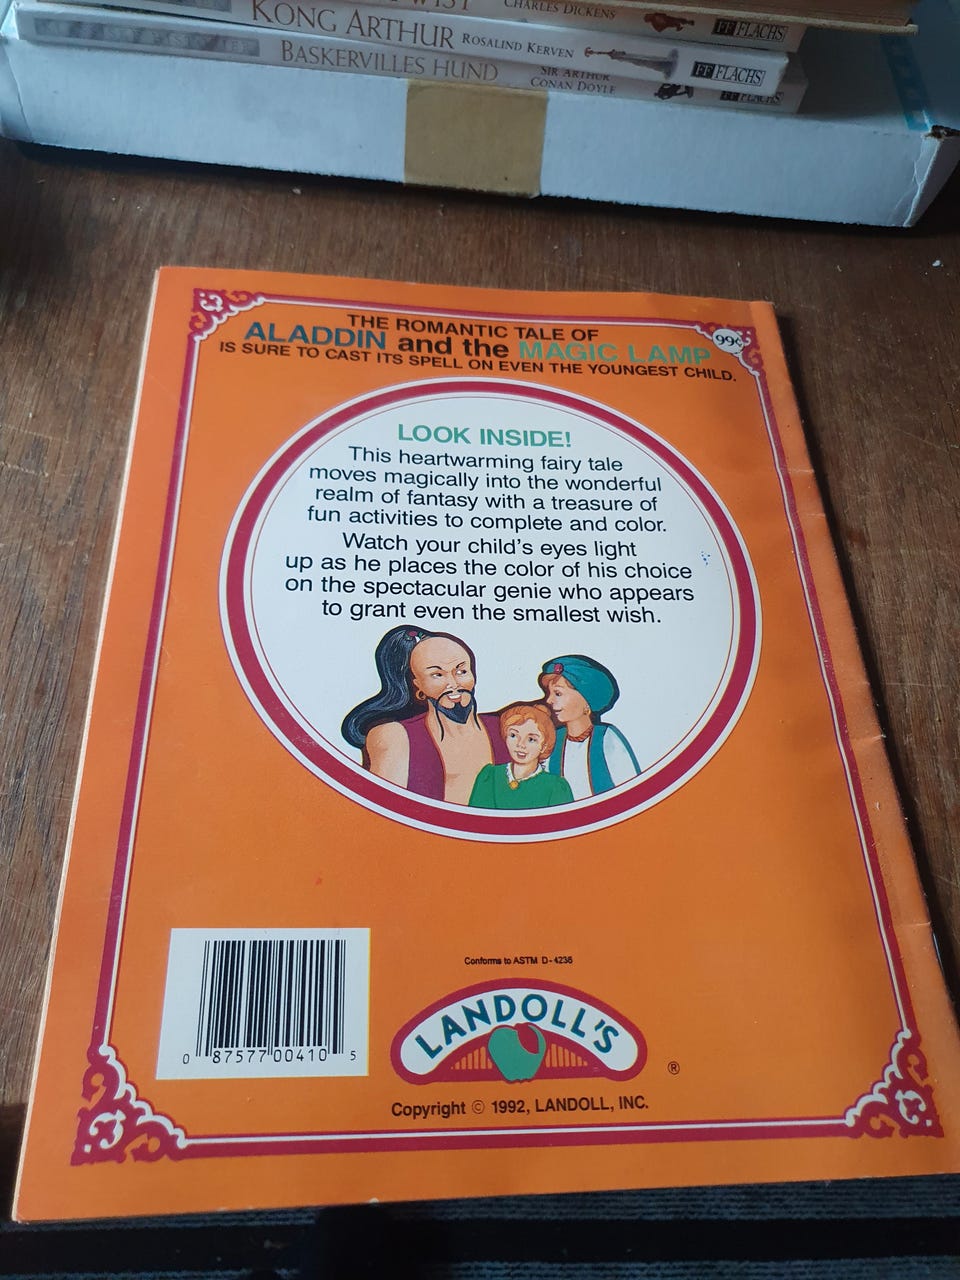 TWIST CHARLES DICKENS FF FLACHS
KONG ARTHUR ROSALIND KERVEN FF FLACHS
BASKERVILLES HUND SIR ARTHUR CONAN DOYLE FF FLACHS
THE ROMANTIC TALE OF
ALADDIN and the MAGIC LAMP
IS SURE TO CAST ITS SPELL ON EVEN THE YOUNGEST CHILD.
99¢
LOOK INSIDE!
This heartwarming fairy tale
moves magically into the wonderful
realm of fantasy with a treasure of
fun activities to complete and color.
Watch your child's eyes light
up as he places the color of his choice
on the spectacular genie who appears
to grant even the smallest wish.
0 87577 00410 5
Conforms to ASTM D-4236
LANDOLL'S
®
Copyright © 1992, LANDOLL, INC.